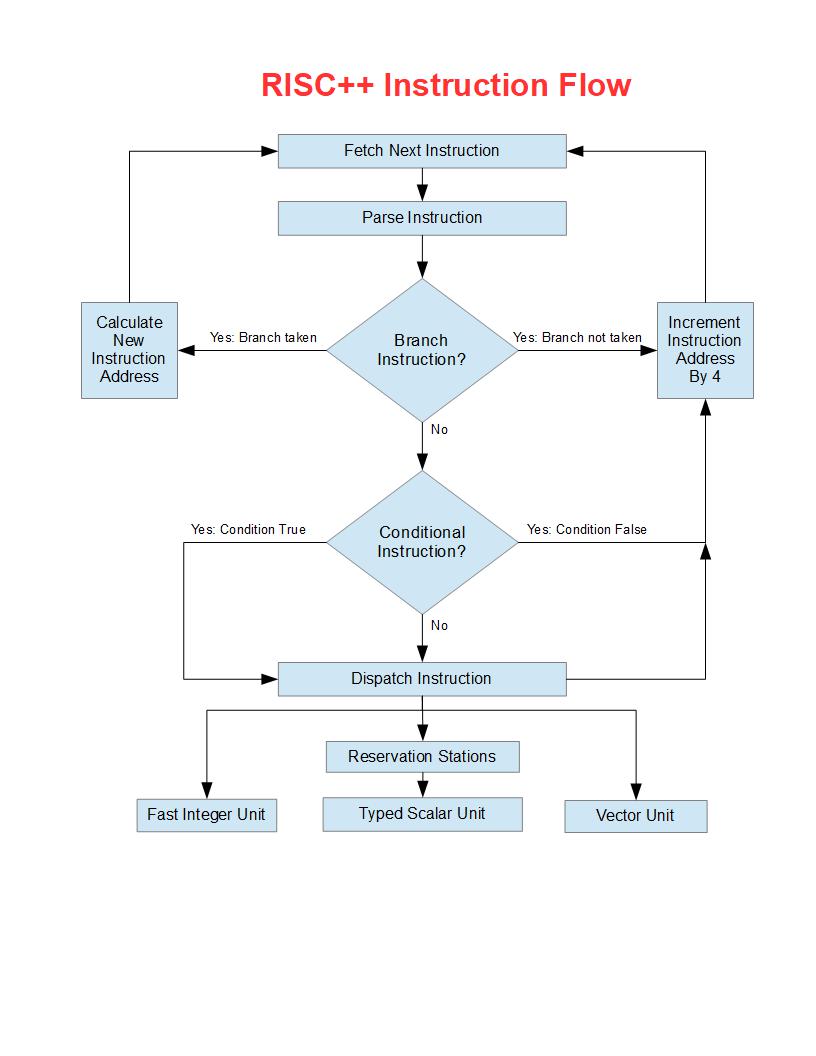 RISC++ Instruction Flow
Fetch Next Instruction
Parse Instruction
Calculate
New
Instruction
Address
Yes: Branch taken
Branch
Instruction?
Yes: Branch not taken
Increment
Instruction
Address
By 4
No
Yes: Condition True
Conditional
Instruction?
Yes: Condition False
No
Dispatch Instruction
Reservation Stations
Fast Integer Unit
Typed Scalar Unit
Vector Unit